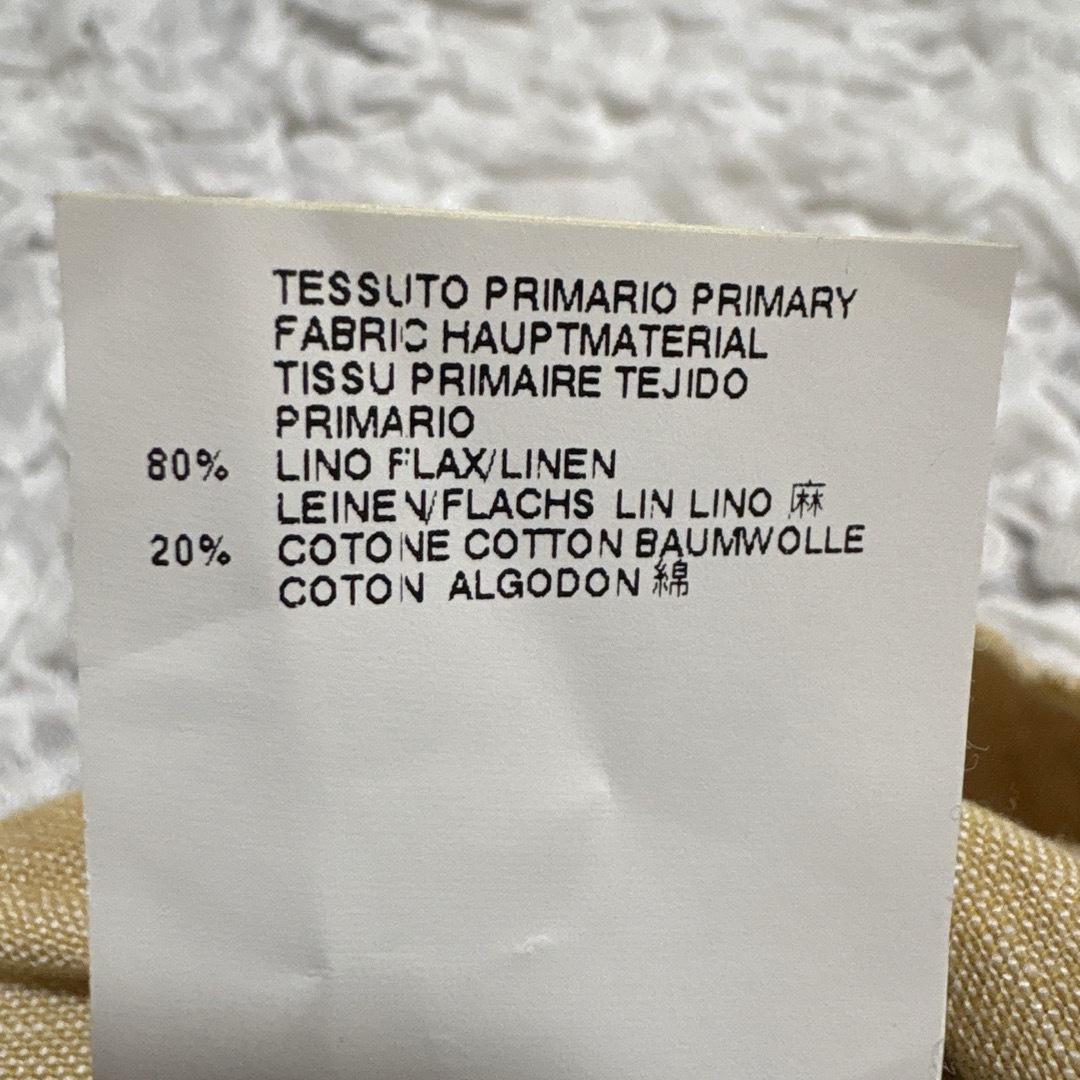 TESSUTO PRIMARIO PRIMARY
FABRIC HAUPTMATERIAL
TISSU PRIMAIRE TEJIDO
PRIMARIO
80% LINO FLAX/LINEN
LEINEN/FLACHS LIN LINO 麻
20% COTONE COTTON BAUMWOLLE
COTON ALGODON 綿